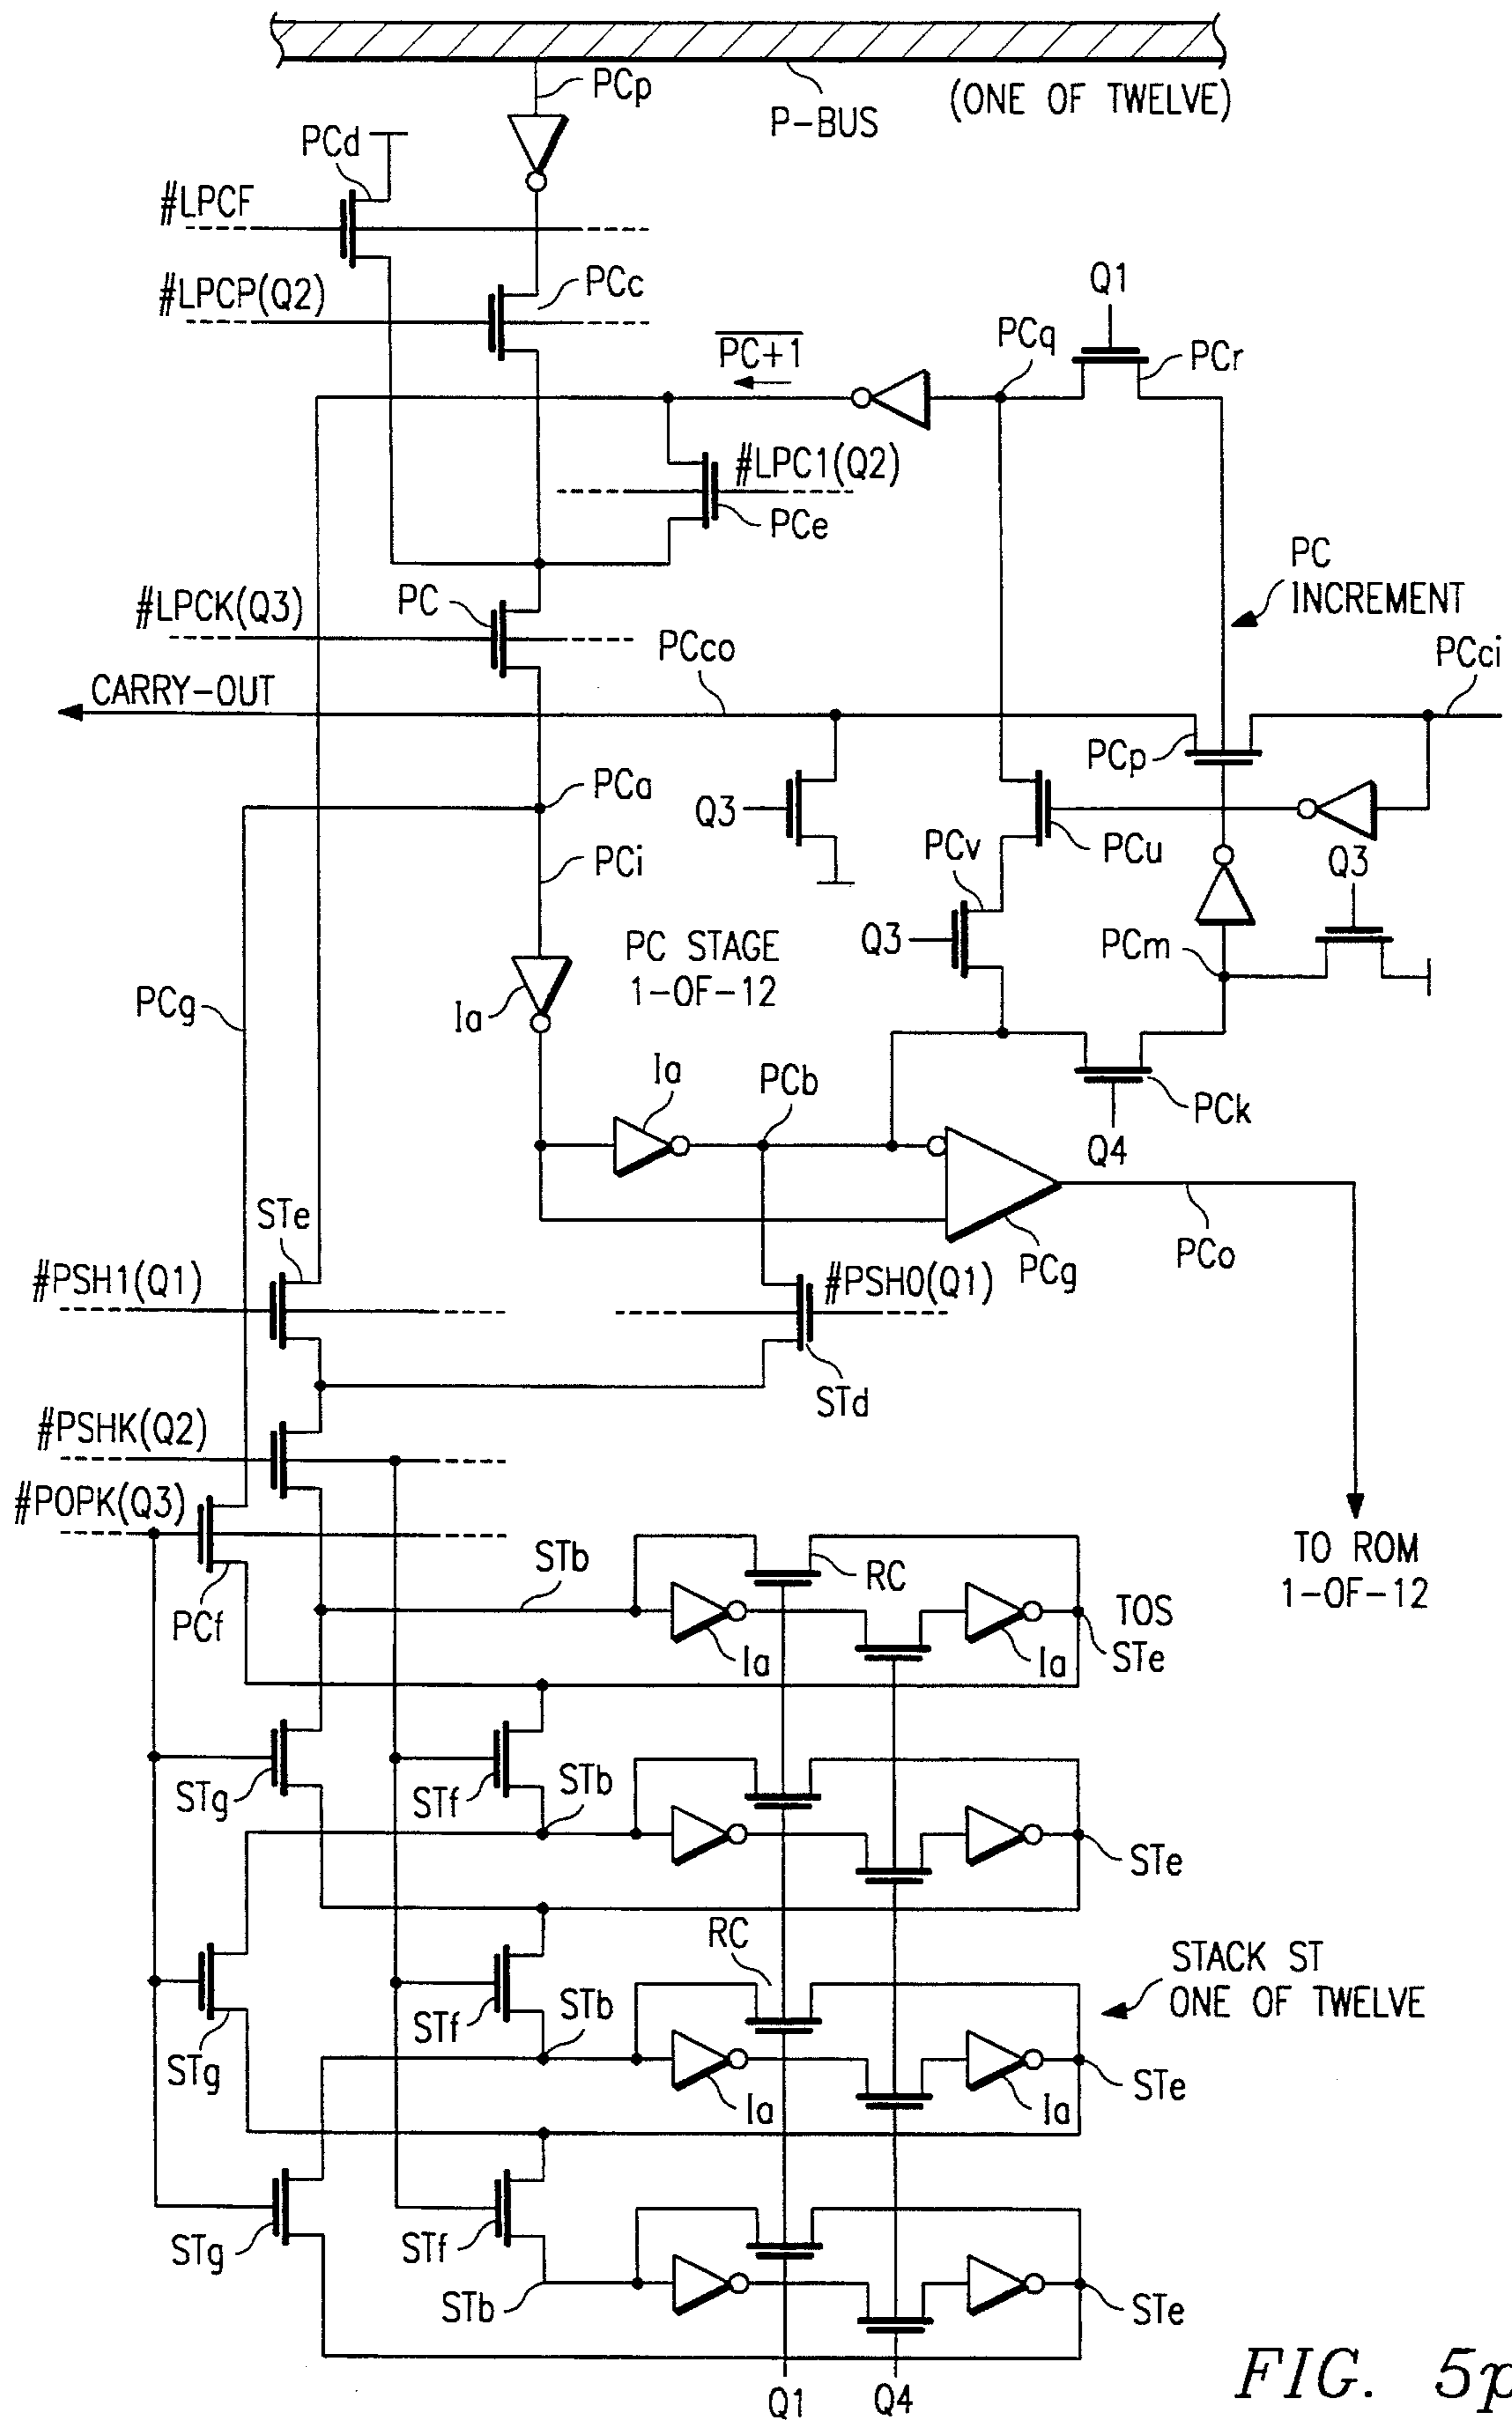 PCp
P-BUS
(ONE OF TWELVE)
PCd
#LPCF
PCc
#LPCP(Q2)
Q1
PC+1
PCq
PCr
#LPC1(Q2)
PCe
PC
INCREMENT
#LPCK(Q3)
PC
PCco
PCci
CARRY-OUT
PCp
PCa
Q3
PCv
PCu
PCi
Q3
Q3
PC STAGE
1-OF-12
PCm
PCg
Ia
Ia
PCb
PCk
Q4
STe
PCg
PCo
#PSH1(Q1)
#PSH0(Q1)
STd
#PSHK(Q2)
#POPK(Q3)
TO ROM
1-OF-12
STb
RC
PCf
TOS
STe
Ia
Ia
STg
STf
STb
STe
RC
STACK ST
ONE OF TWELVE
STf
STb
STg
Ia
Ia
STe
STg
STf
STb
STe
Q1
Q4
FIG. 5p